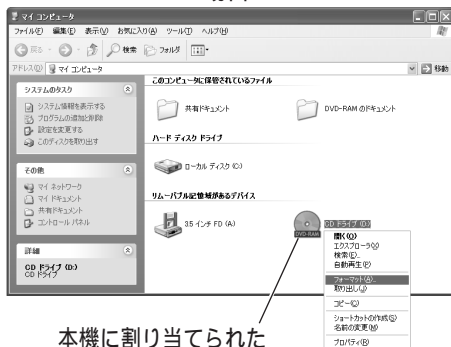 マイ コンピュータ
ファイル(F) 編集(E) 表示(V) お気に入り(A) ツール(T) ヘルプ(H)
戻る 検索 フォルダ
アドレス(D) マイ コンピュータ 移動
システムのタスク
システム情報を表示する
プログラムの追加と削除
設定を変更する
このディスクを取り出す
その他
マイ ネットワーク
マイ ドキュメント
共有ドキュメント
コントロール パネル
詳細
CD ドライブ (D:)
CD ドライブ
このコンピュータに保管されているファイル
共有ドキュメント
DVD-RAM のドキュメント
ハード ディスク ドライブ
ローカル ディスク (C:)
リムーバブル記憶域があるデバイス
3.5 インチ FD (A:)
DVD-RAM
CD ドライブ (D:)
開く(O)
エクスプローラ(X)
検索(E)...
自動再生(P)
フォーマット(A)...
取り出し(J)
コピー(C)
ショートカットの作成(S)
名前の変更(M)
プロパティ(R)
本機に割り当てられた